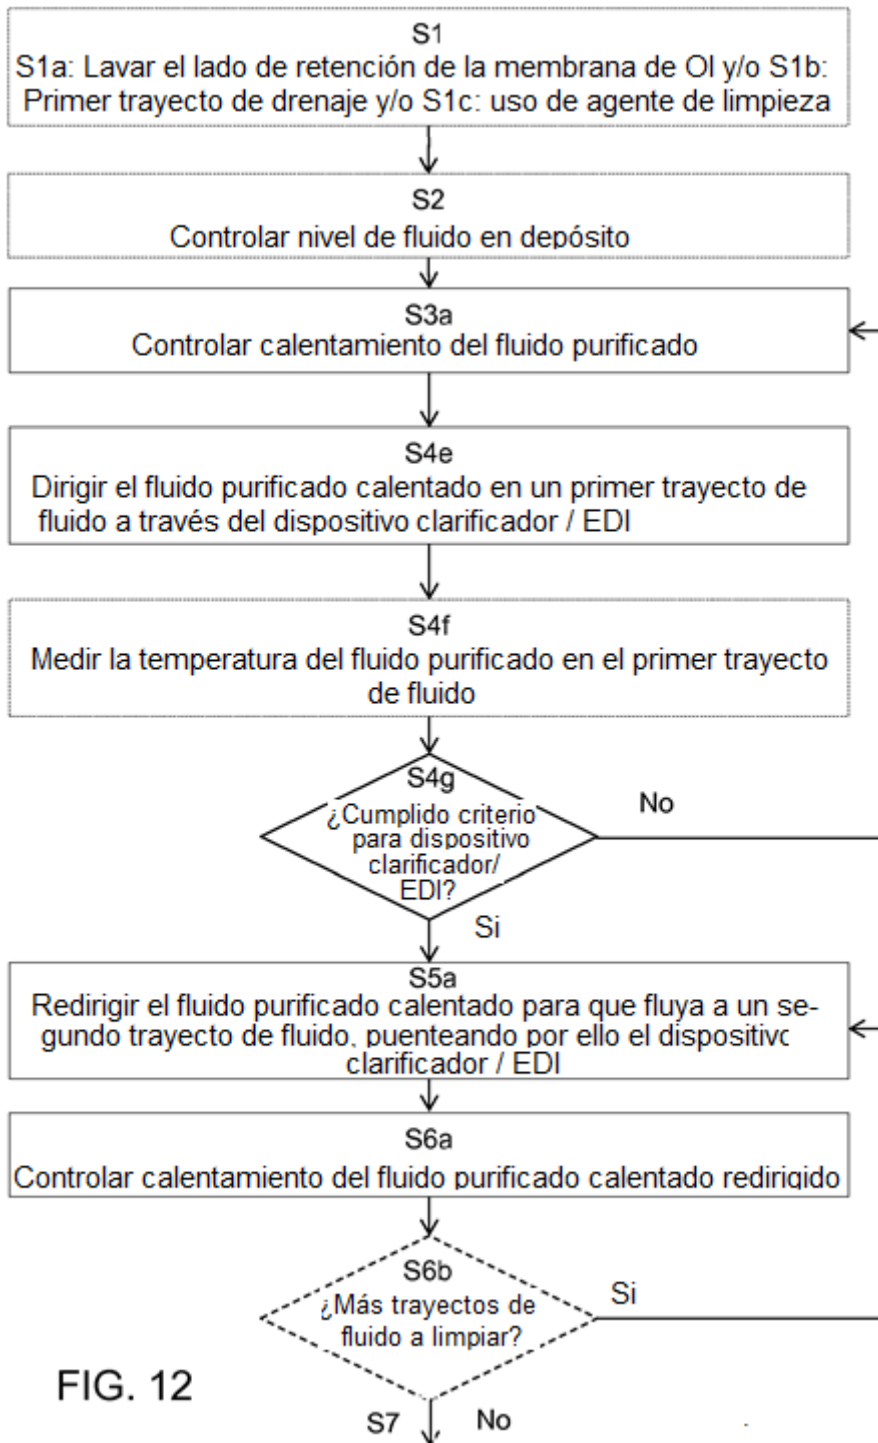 S1
S1a: Lavar el lado de retención de la membrana de OI y/o S1b:
Primer trayecto de drenaje y/o S1c: uso de agente de limpieza
S2
Controlar nivel de fluido en depósito
S3a
Controlar calentamiento del fluido purificado
S4e
Dirigir el fluido purificado calentado en un primer trayecto de
fluido a través del dispositivo clarificador / EDI
S4f
Medir la temperatura del fluido purificado en el primer trayecto
de fluido
S4g
¿Cumplido criterio
para dispositivo
clarificador/
EDI?
No
Si
S5a
Redirigir el fluido purificado calentado para que fluya a un se-
gundo trayecto de fluido, puenteando por ello el dispositivo
clarificador / EDI
S6a
Controlar calentamiento del fluido purificado calentado redirigido
S6b
¿Más trayectos de
fluido a limpiar?
Si
FIG. 12
S7
No